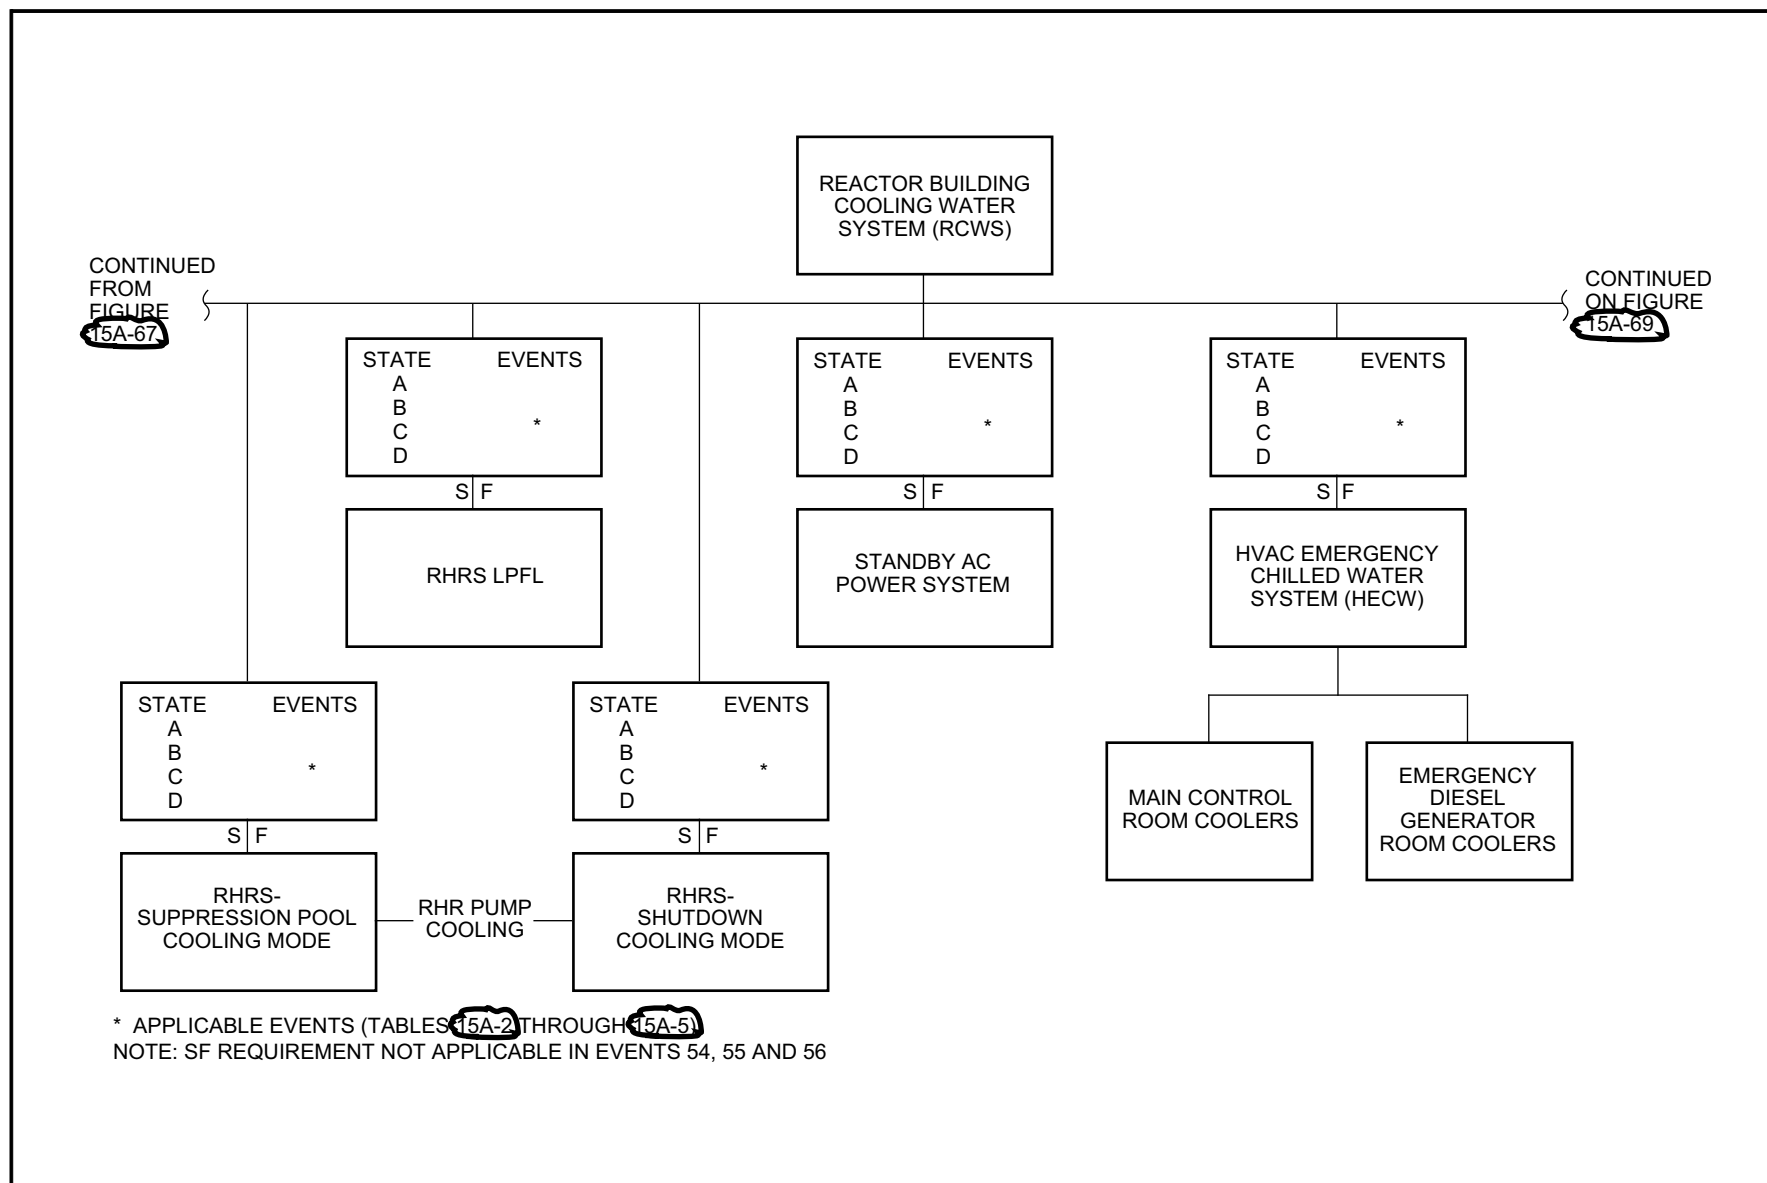 REACTOR BUILDING
COOLING WATER
SYSTEM (RCWS)
CONTINUED
FROM
FIGURE
15A-67
CONTINUED
ON FIGURE
15A-69
STATE EVENTS
A
B
C *
D
S F
RHRS LPFL
STATE EVENTS
A
B
C *
D
S F
STANDBY AC
POWER SYSTEM
STATE EVENTS
A
B
C *
D
S F
HVAC EMERGENCY
CHILLED WATER
SYSTEM (HECW)
STATE EVENTS
A
B
C *
D
S F
RHRS-
SUPPRESSION POOL
COOLING MODE
RHR PUMP
COOLING
STATE EVENTS
A
B
C *
D
S F
RHRS-
SHUTDOWN
COOLING MODE
MAIN CONTROL
ROOM COOLERS
EMERGENCY
DIESEL
GENERATOR
ROOM COOLERS
* APPLICABLE EVENTS (TABLES 15A-2 THROUGH 15A-5)
NOTE: SF REQUIREMENT NOT APPLICABLE IN EVENTS 54, 55 AND 56